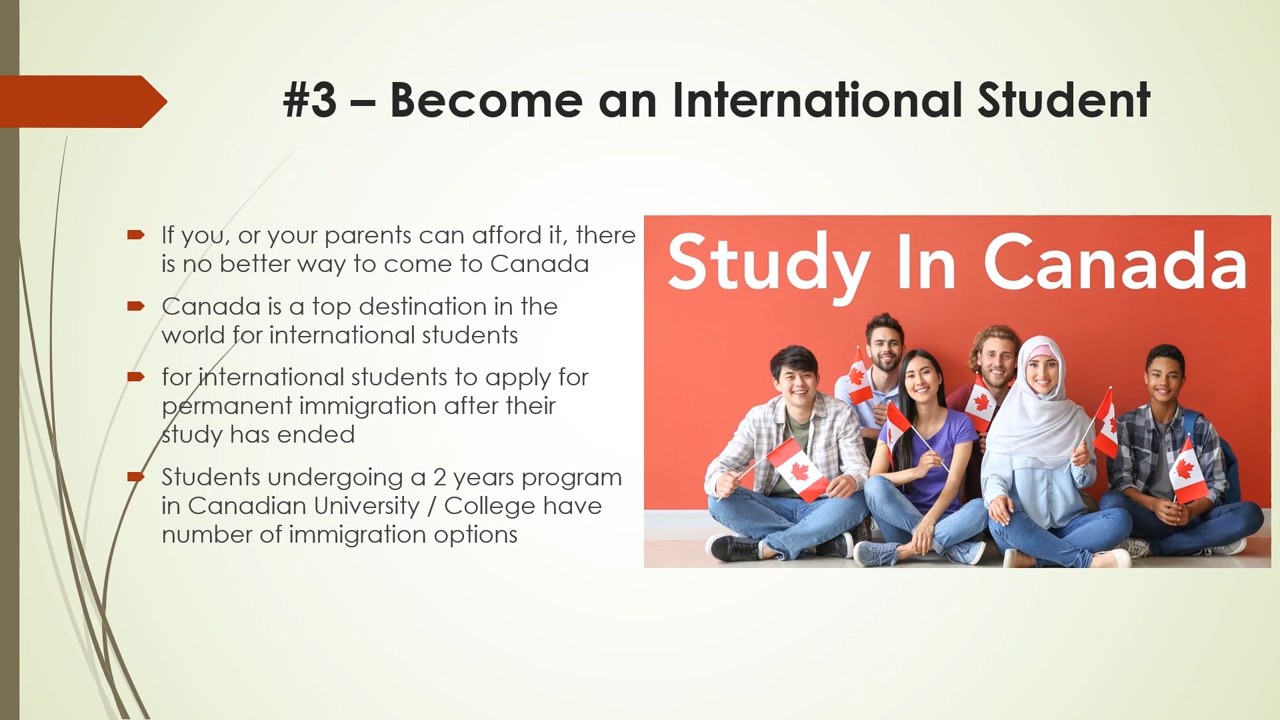 #3 – Become an International Student
If you, or your parents can afford it, there
is no better way to come to Canada
Canada is a top destination in the
world for international students
for international students to apply for
permanent immigration after their
study has ended
Students undergoing a 2 years program
in Canadian University / College have
number of immigration options
Study In Canada